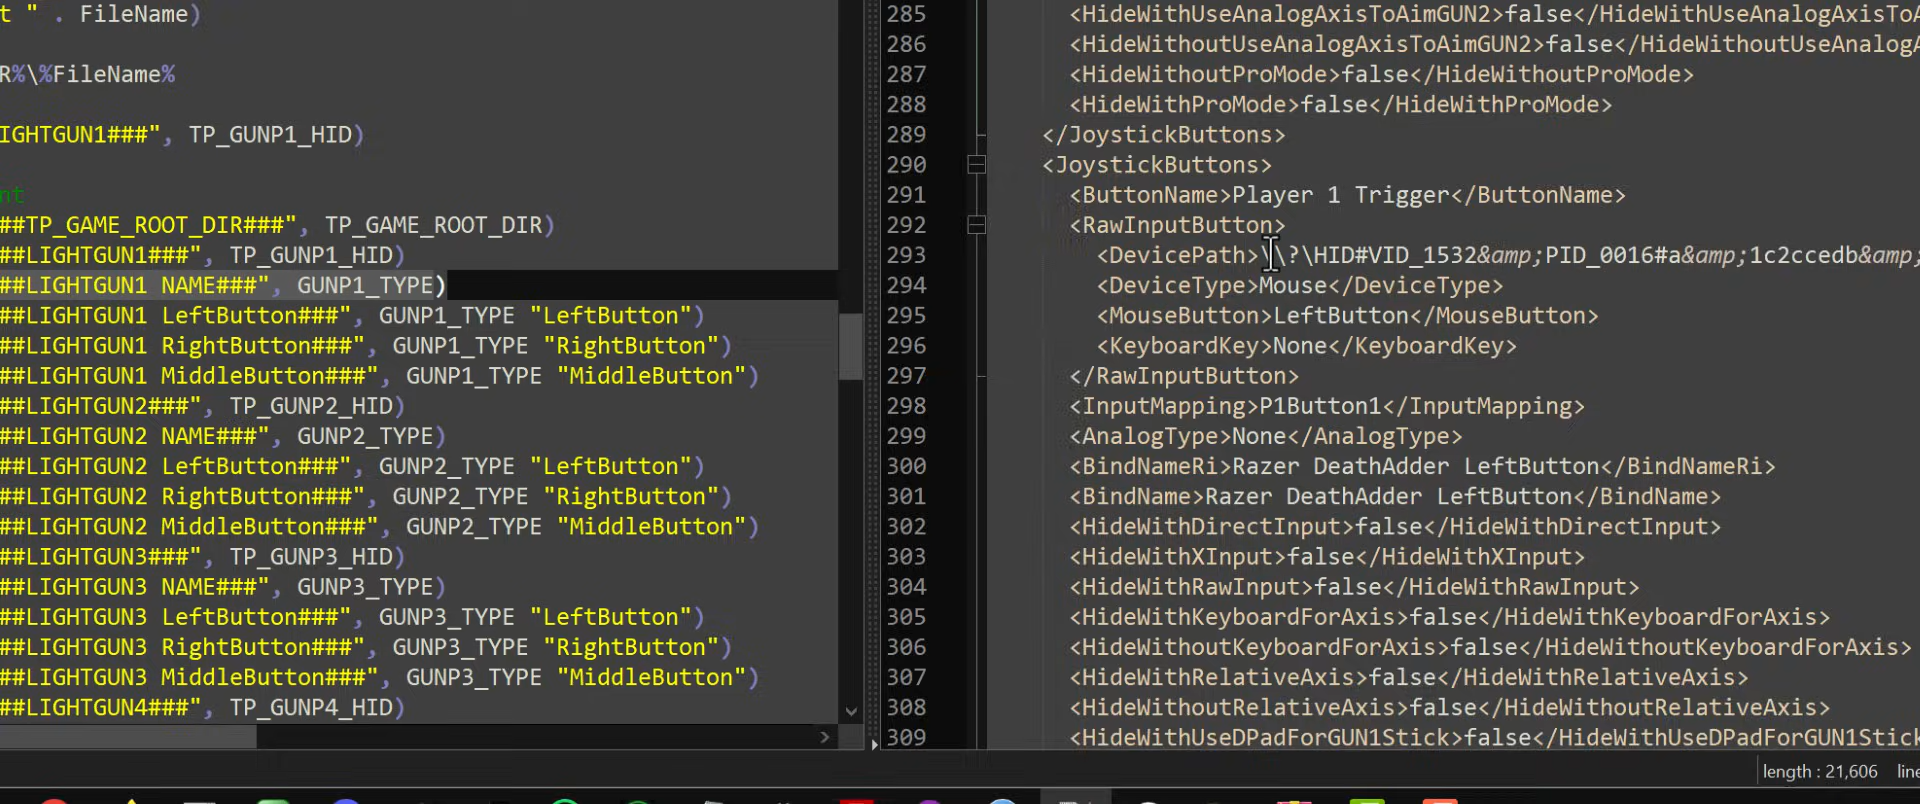 t " . FileName)
R%\%FileName%
IGHTGUN1###", TP_GUNP1_HID)
nt
##TP_GAME_ROOT_DIR###", TP_GAME_ROOT_DIR)
##LIGHTGUN1###", TP_GUNP1_HID)
##LIGHTGUN1 NAME###", GUNP1_TYPE)
##LIGHTGUN1 LeftButton###", GUNP1_TYPE "LeftButton")
##LIGHTGUN1 RightButton###", GUNP1_TYPE "RightButton")
##LIGHTGUN1 MiddleButton###", GUNP1_TYPE "MiddleButton")
##LIGHTGUN2###", TP_GUNP2_HID)
##LIGHTGUN2 NAME###", GUNP2_TYPE)
##LIGHTGUN2 LeftButton###", GUNP2_TYPE "LeftButton")
##LIGHTGUN2 RightButton###", GUNP2_TYPE "RightButton")
##LIGHTGUN2 MiddleButton###", GUNP2_TYPE "MiddleButton")
##LIGHTGUN3###", TP_GUNP3_HID)
##LIGHTGUN3 NAME###", GUNP3_TYPE)
##LIGHTGUN3 LeftButton###", GUNP3_TYPE "LeftButton")
##LIGHTGUN3 RightButton###", GUNP3_TYPE "RightButton")
##LIGHTGUN3 MiddleButton###", GUNP3_TYPE "MiddleButton")
##LIGHTGUN4###", TP_GUNP4_HID)
285 <HideWithUseAnalogAxisToAimGUN2>false</HideWithUseAnalogAxisToA
286 <HideWithoutUseAnalogAxisToAimGUN2>false</HideWithoutUseAnalogA
287 <HideWithoutProMode>false</HideWithoutProMode>
288 <HideWithProMode>false</HideWithProMode>
289 </JoystickButtons>
290 <JoystickButtons>
291 <ButtonName>Player 1 Trigger</ButtonName>
292 <RawInputButton>
293 <DevicePath>\\?\HID#VID_1532&amp;PID_0016#a&amp;1c2ccedb&amp;
294 <DeviceType>Mouse</DeviceType>
295 <MouseButton>LeftButton</MouseButton>
296 <KeyboardKey>None</KeyboardKey>
297 </RawInputButton>
298 <InputMapping>P1Button1</InputMapping>
299 <AnalogType>None</AnalogType>
300 <BindNameRi>Razer DeathAdder LeftButton</BindNameRi>
301 <BindName>Razer DeathAdder LeftButton</BindName>
302 <HideWithDirectInput>false</HideWithDirectInput>
303 <HideWithXInput>false</HideWithXInput>
304 <HideWithRawInput>false</HideWithRawInput>
305 <HideWithKeyboardForAxis>false</HideWithKeyboardForAxis>
306 <HideWithoutKeyboardForAxis>false</HideWithoutKeyboardForAxis>
307 <HideWithRelativeAxis>false</HideWithRelativeAxis>
308 <HideWithoutRelativeAxis>false</HideWithoutRelativeAxis>
309 <HideWithUseDPadForGUN1Stick>false</HideWithUseDPadForGUN1Stick
length : 21,606 line